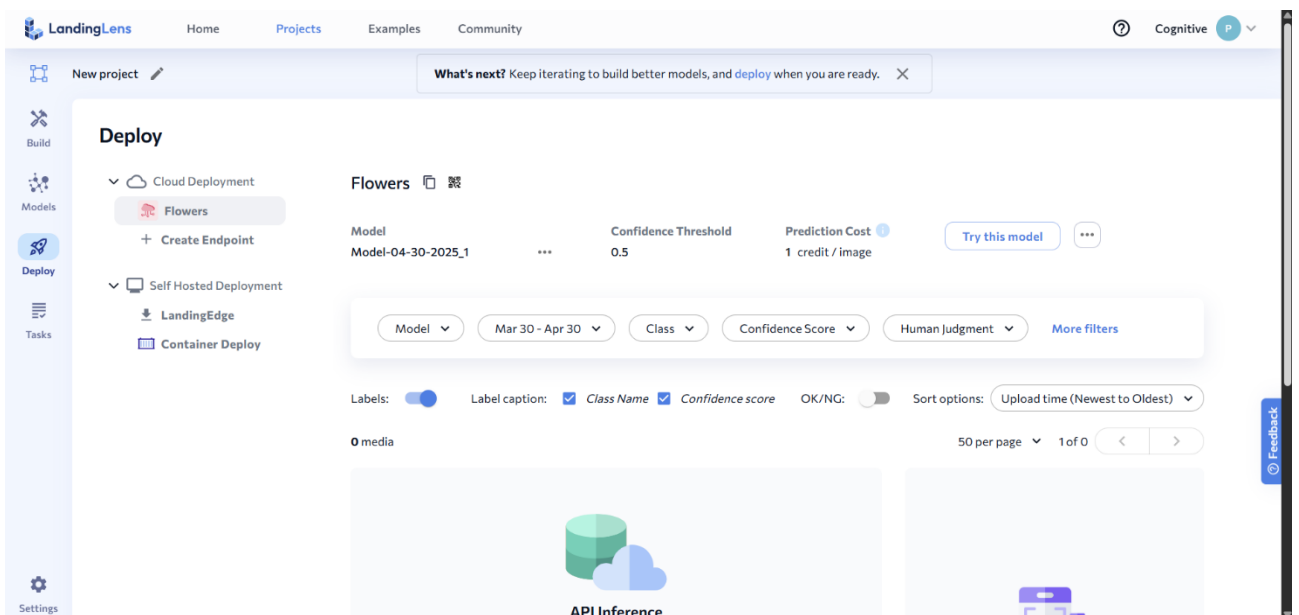 LandingLens
Home
Projects
Examples
Community
Cognitive
P
New project
What's next? Keep iterating to build better models, and deploy when you are ready.
Build
Models
Deploy
Tasks
Settings
Deploy
Cloud Deployment
Flowers
+ Create Endpoint
Self Hosted Deployment
LandingEdge
Container Deploy
Flowers
Model
Model-04-30-2025_1
Confidence Threshold
0.5
Prediction Cost
1 credit / image
Try this model
Model
Mar 30 - Apr 30
Class
Confidence Score
Human Judgment
More filters
Labels:
Label caption:
Class Name
Confidence score
OK/NG:
Sort options:
Upload time (Newest to Oldest)
0 media
50 per page
1 of 0
API Inference
Feedback